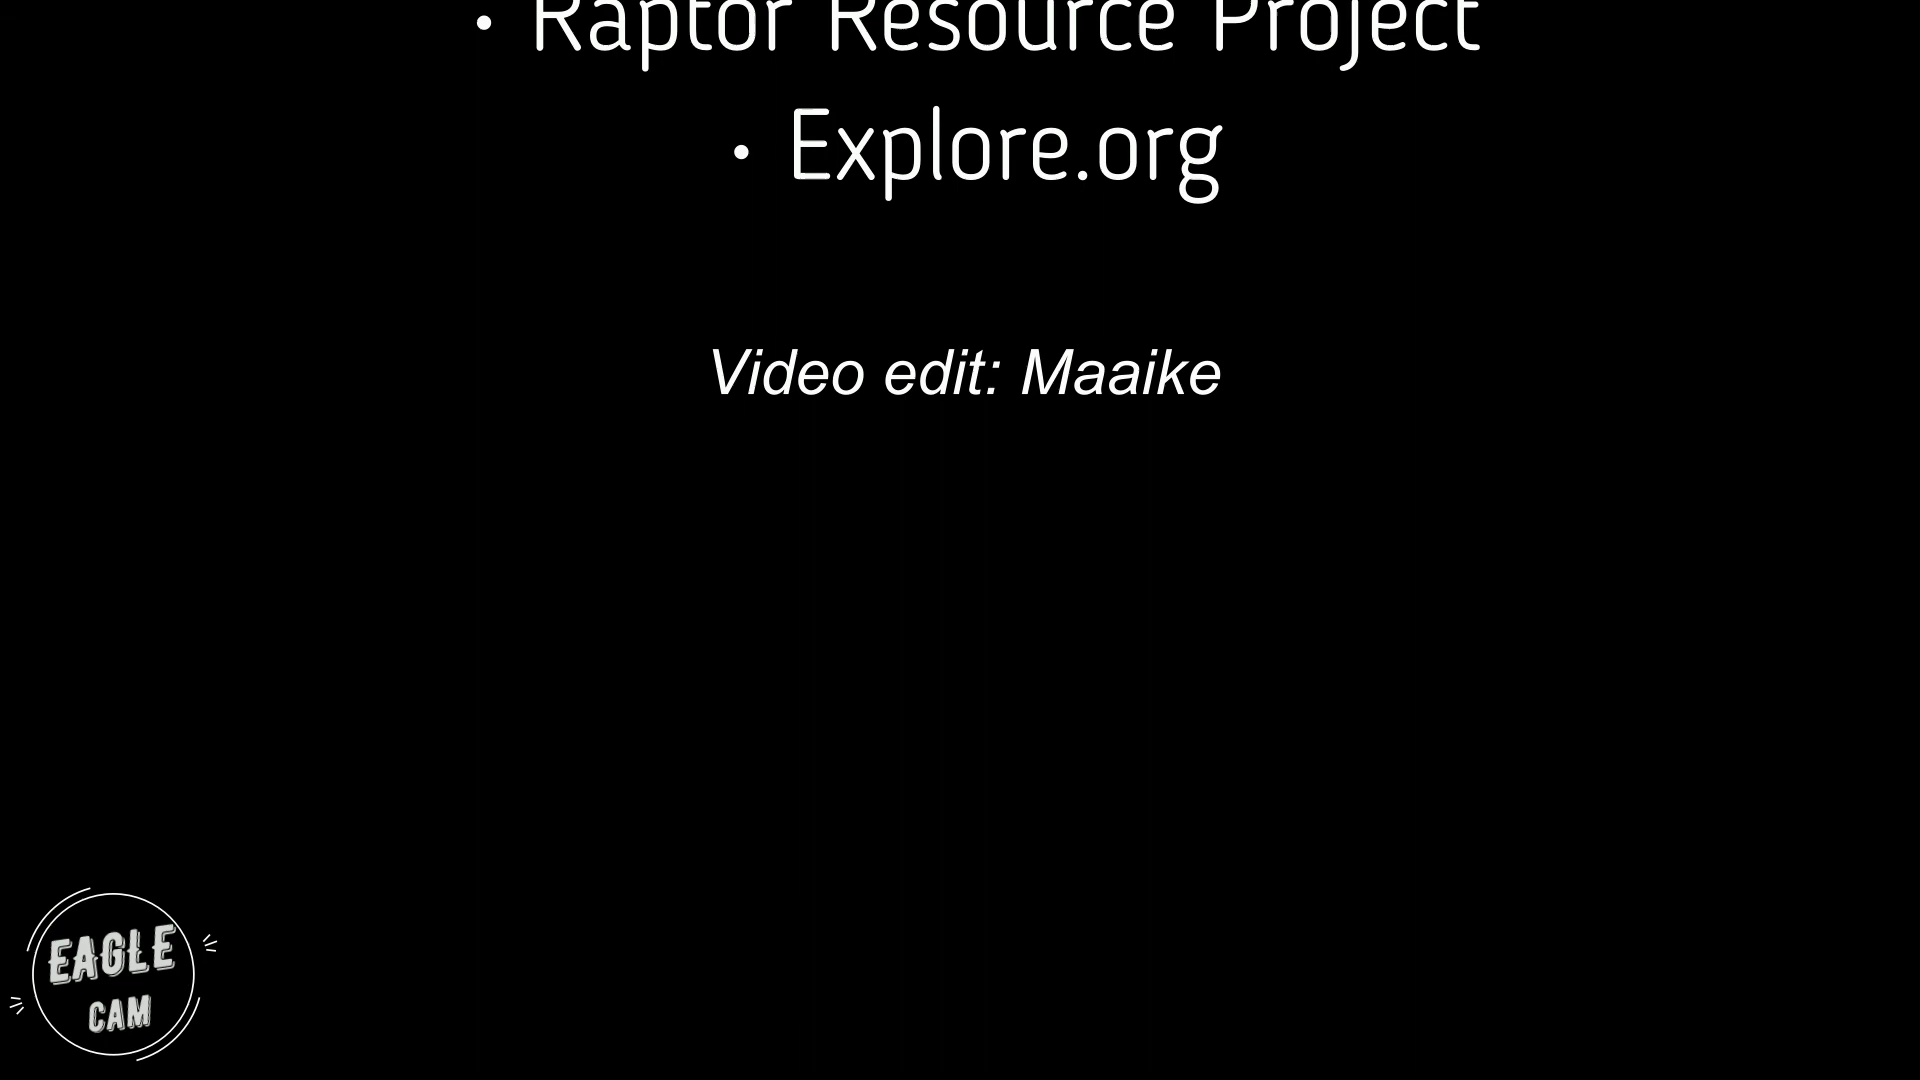 • Raptor Resource Project
• Explore.org
Video edit: Maaike
EAGLE
CAM